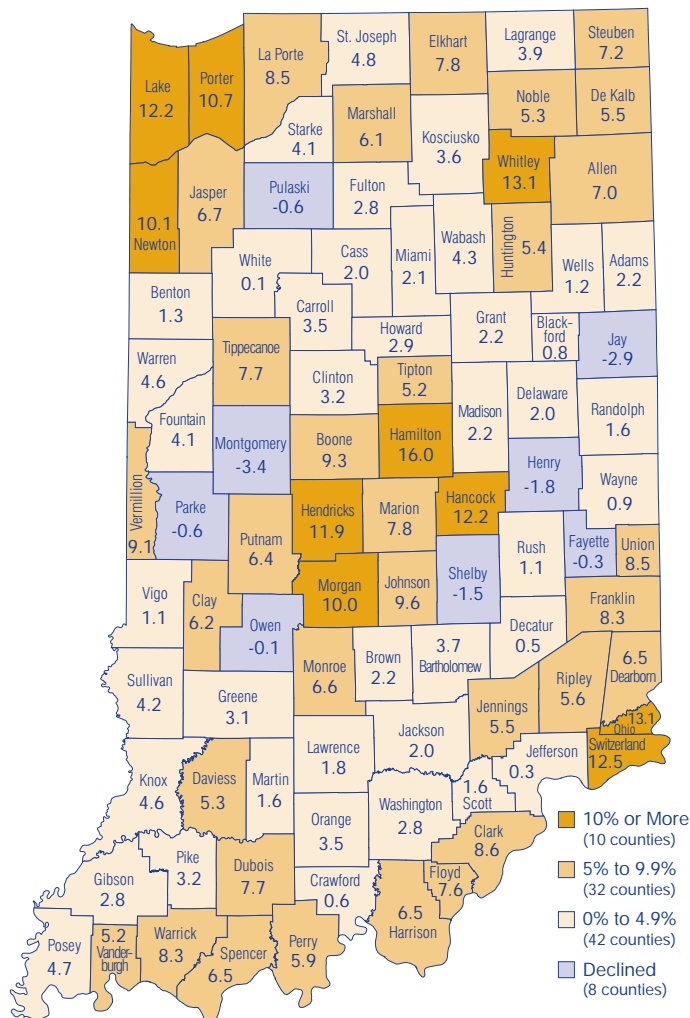 St. Joseph
4.8
Elkhart
7.8
Lagrange
3.9
Steuben
7.2
La Porte
8.5
Lake
12.2
Porter
10.7
Noble
5.3
De Kalb
5.5
Marshall
6.1
Starke
4.1
Kosciusko
3.6
Whitley
13.1
Allen
7.0
Pulaski
-0.6
Fulton
2.8
Jasper
6.7
10.1
Newton
White
0.1
Cass
2.0
Miami
2.1
Wabash
4.3
Huntington
5.4
Wells
1.2
Adams
2.2
Benton
1.3
Carroll
3.5
Howard
2.9
Grant
2.2
Black-
ford
0.8
Jay
-2.9
Warren
4.6
Tippecanoe
7.7
Clinton
3.2
Tipton
5.2
Madison
2.2
Delaware
2.0
Randolph
1.6
Fountain
4.1
Montgomery
-3.4
Boone
9.3
Hamilton
16.0
Henry
-1.8
Wayne
0.9
Vermillion
9.1
Parke
-0.6
Putnam
6.4
Hendricks
11.9
Marion
7.8
Hancock
12.2
Rush
1.1
Fayette
-0.3
Union
8.5
Vigo
1.1
Clay
6.2
Owen
-0.1
Morgan
10.0
Johnson
9.6
Shelby
-1.5
Franklin
8.3
Decatur
0.5
Sullivan
4.2
Greene
3.1
Monroe
6.6
Brown
2.2
3.7
Bartholomew
Jennings
5.5
Ripley
5.6
6.5
Dearborn
13.1
Ohio
Switzerland
12.5
Knox
4.6
Daviess
5.3
Martin
1.6
Lawrence
1.8
Jackson
2.0
Jefferson
0.3
1.6
Scott
Orange
3.5
Washington
2.8
Clark
8.6
Gibson
2.8
Pike
3.2
Dubois
7.7
Crawford
0.6
Floyd
7.6
6.5
Harrison
Posey
4.7
5.2
Vander-
burgh
Warrick
8.3
Spencer
6.5
Perry
5.9
10% or More
(10 counties)
5% to 9.9%
(32 counties)
0% to 4.9%
(42 counties)
Declined
(8 counties)